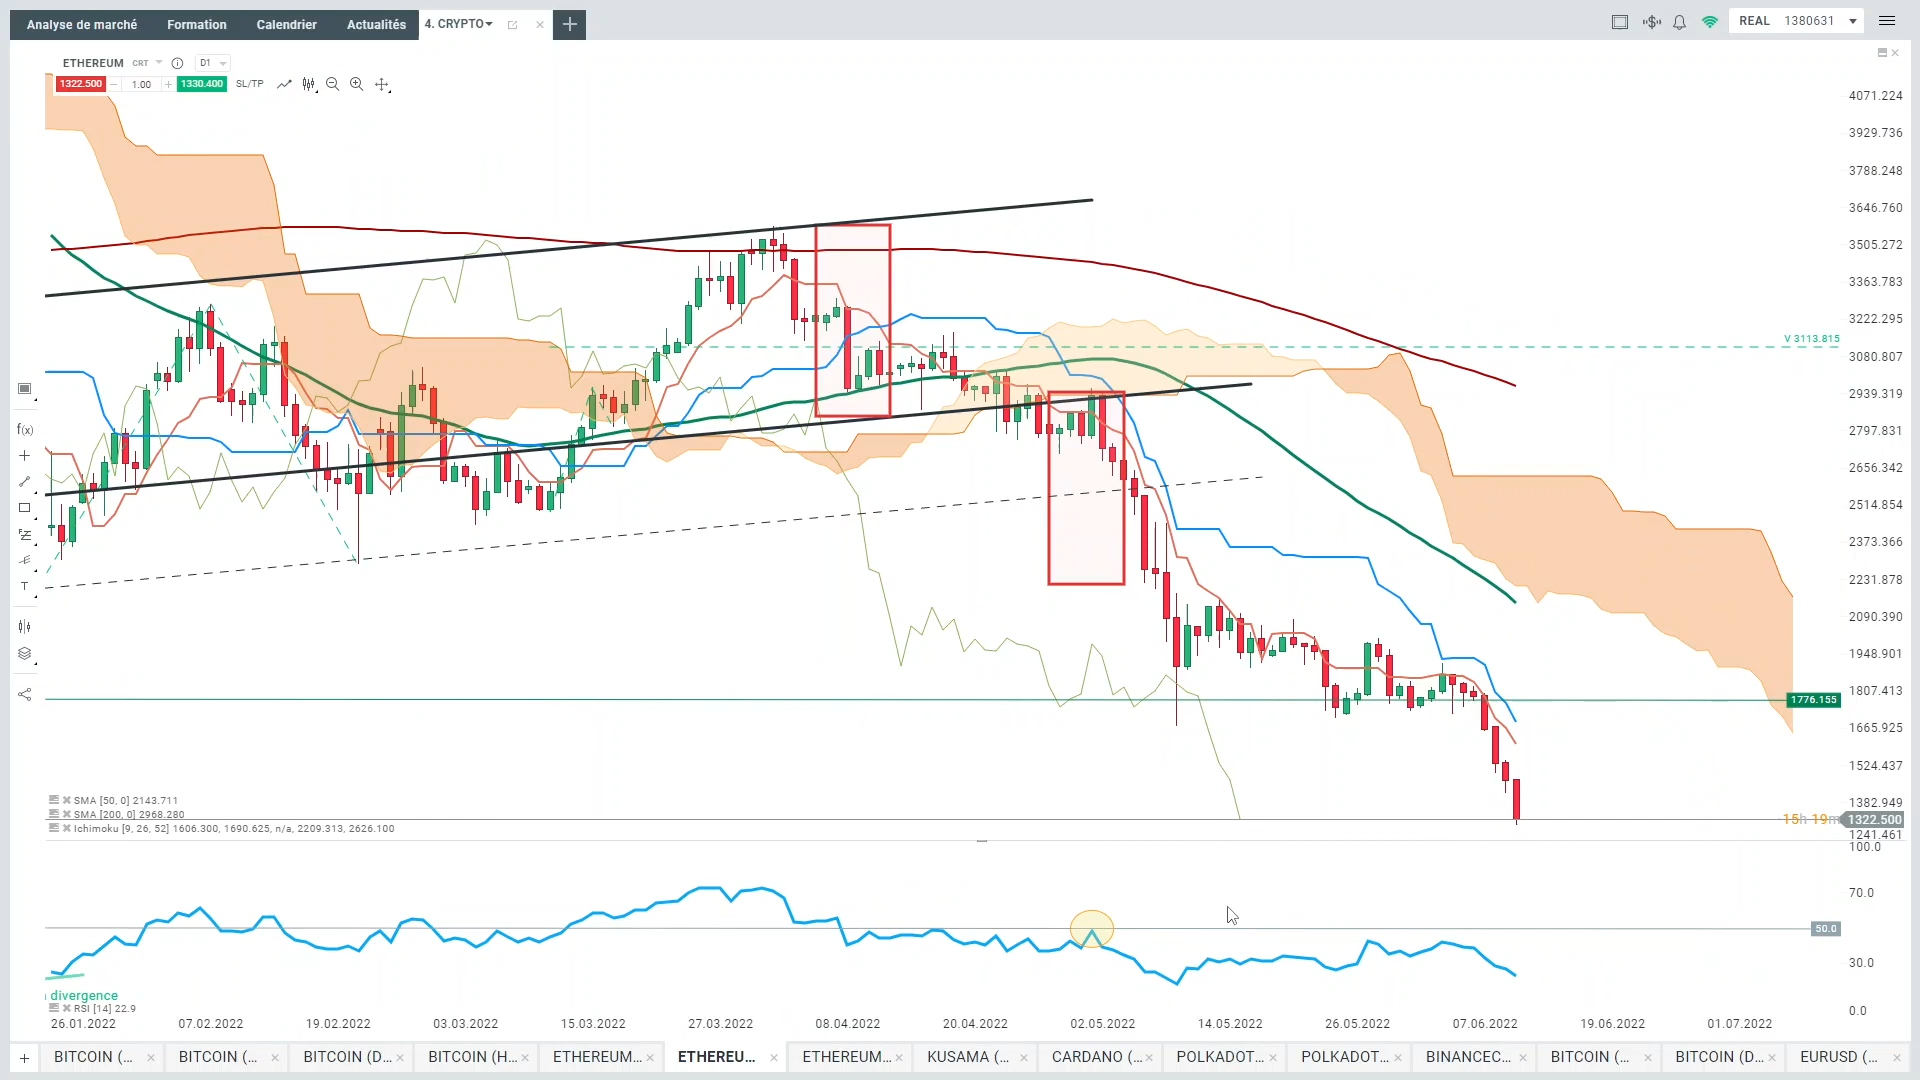 Analyse de marché Formation Calendrier Actualités 4. CRYPTO
REAL 1380631
ETHEREUM CRT D1
1322.500 1.00 1330.400 SL/TP
4071.224
3929.736
3788.248
3646.760
3505.272
3363.783
3222.295
V 3113.815
3080.807
2939.319
2797.831
2656.342
2514.854
2373.366
2231.878
2090.390
1948.901
1807.413
1776.155
1665.925
1524.437
1382.949
15h 19m 1322.500
1241.461
f(x)
T
SMA [50, 0] 2143.711
SMA [200, 0] 2968.280
Ichimoku [9, 26, 52] 1606.300, 1690.625, n/a, 2209.313, 2626.100
100.0
70.0
50.0
30.0
0.0
divergence
RSI [14] 22.9
26.01.2022 07.02.2022 19.02.2022 03.03.2022 15.03.2022 27.03.2022 08.04.2022 20.04.2022 02.05.2022 14.05.2022 26.05.2022 07.06.2022 19.06.2022 01.07.2022
BITCOIN (... BITCOIN (... BITCOIN (D... BITCOIN (H... ETHEREUM... ETHEREU... ETHEREUM... KUSAMA (... CARDANO (... POLKADOT... POLKADOT... BINANCEC... BITCOIN (... BITCOIN (D... EURUSD (...